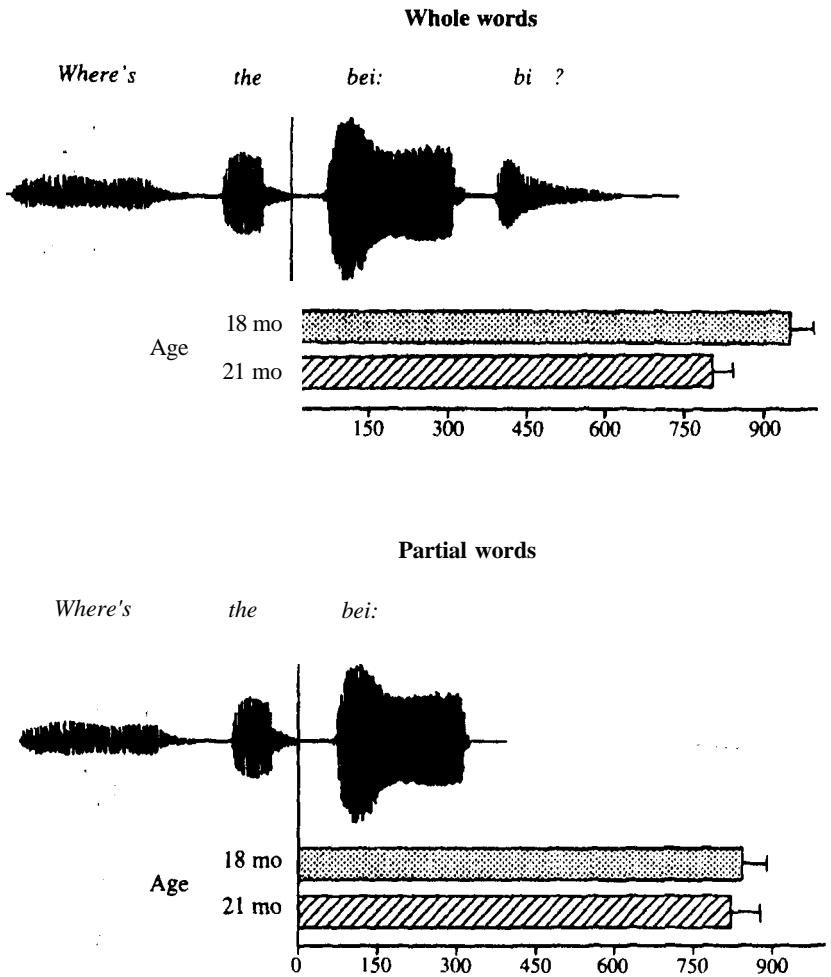 Whole words
Where's the bei: bi ?
18 mo
Age
21 mo
150 300 450 600 750 900
Partial words
Where's the bei:
18 mo
Age
21 mo
0 150 300 450 600 750 900